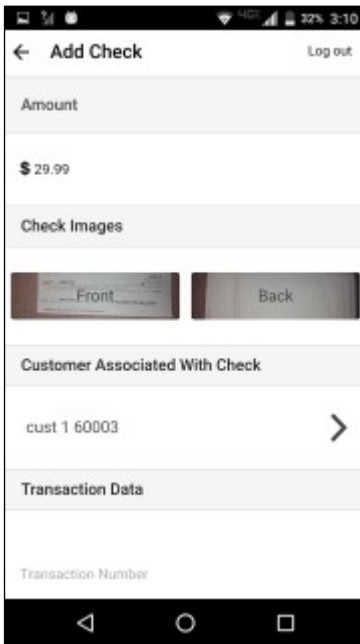 4GLTE 32% 3:10
Add Check Log out
Amount
$ 29.99
Check Images
Front Back
Customer Associated With Check
cust 1 60003
Transaction Data
Transaction Number